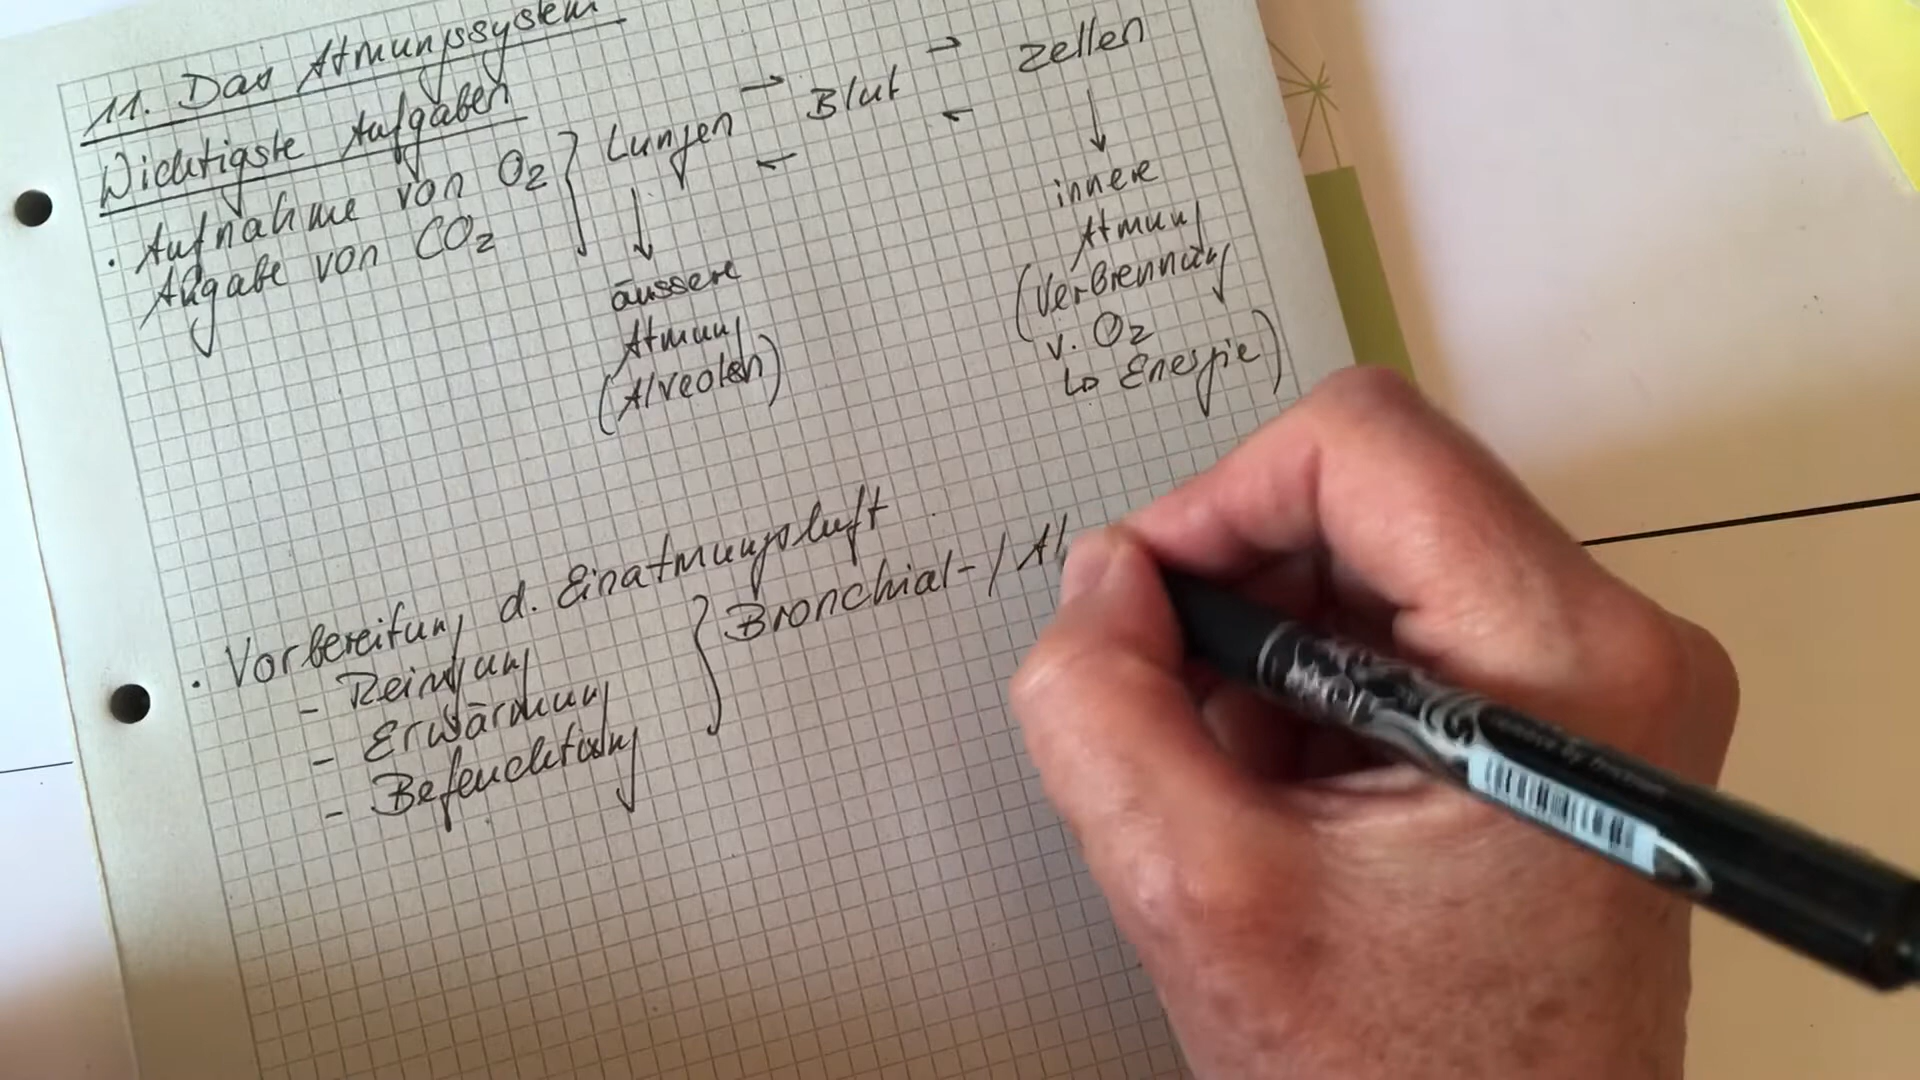 11. Das Atmungssystem
Wichtigste Aufgaben
· Aufnahme von O2 } Lungen → Blut → Zellen
Abgabe von CO2 ← ←
↓ ↓
äussere
Atmung
(Alveolen)
innere
Atmung
(Verbrennung
v. O2
↳ Energie)
· Vorbereitung d. Einatmungsluft
- Reinigung } Bronchial-/Al
- Erwärmung
- Befeuchtung